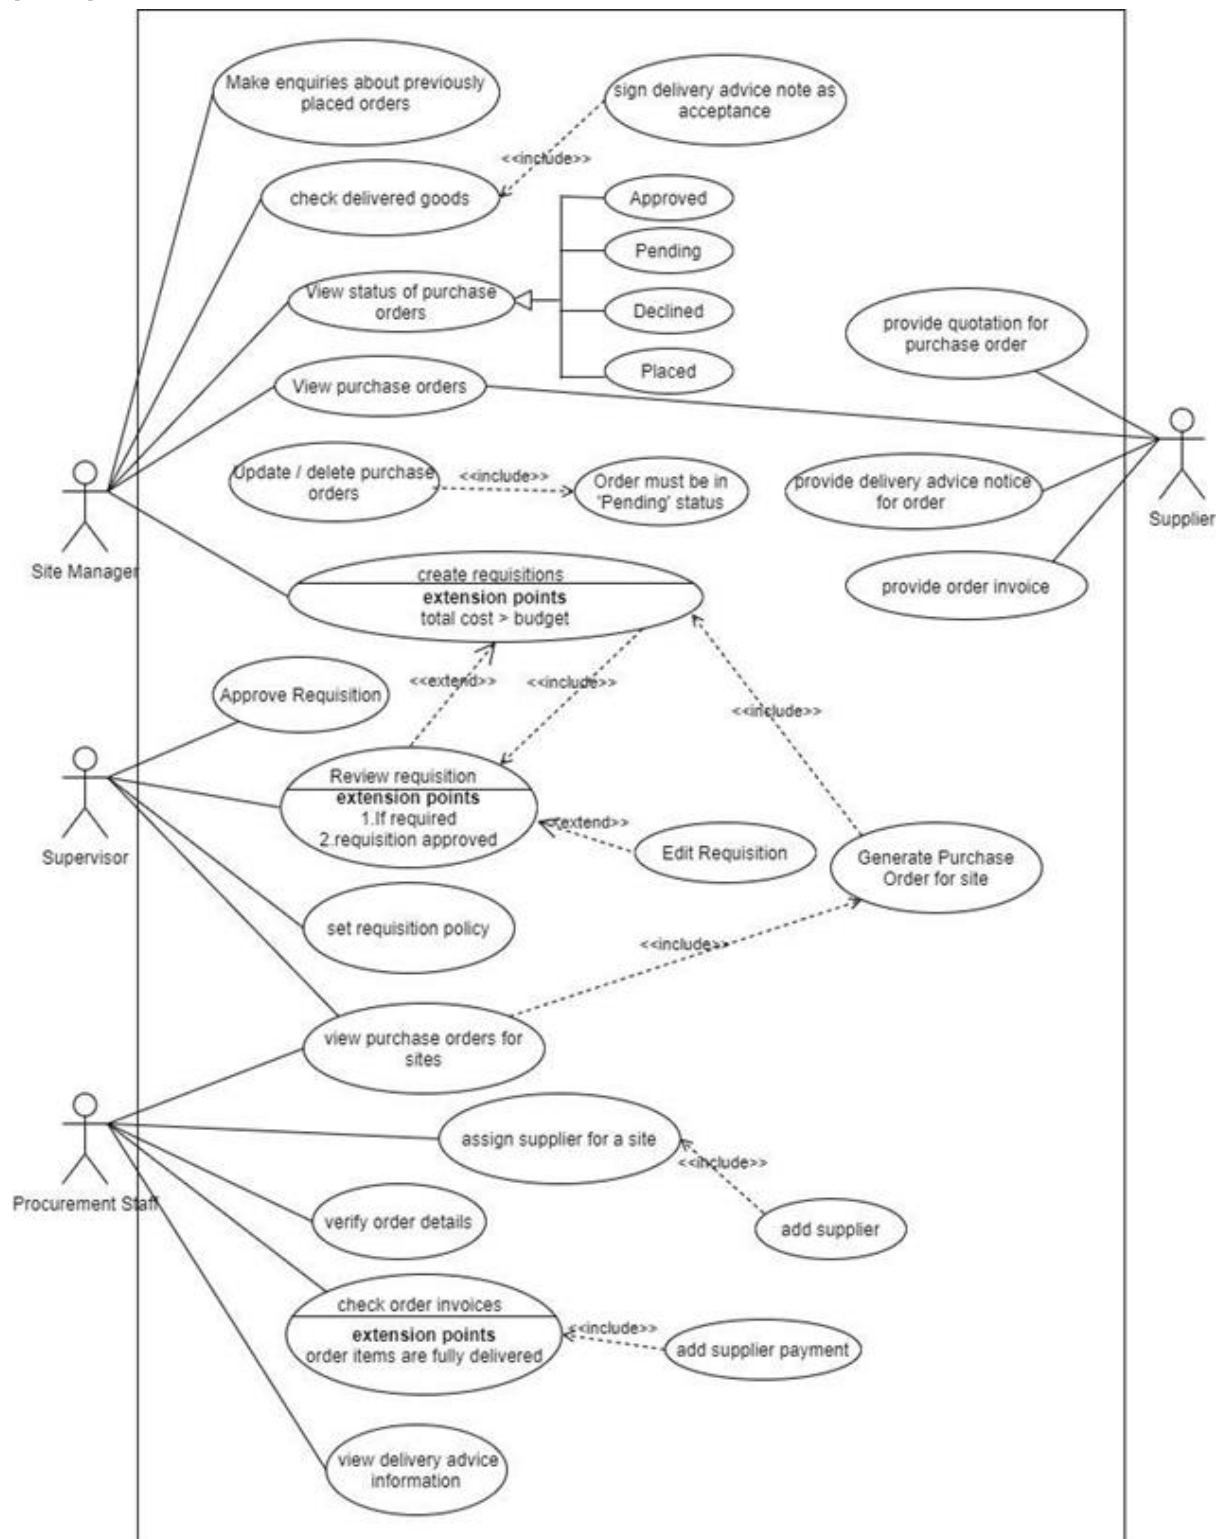 Make enquiries about previously
placed orders
sign delivery advice note as
acceptance
<<include>>
check delivered goods
Approved
Pending
View status of purchase
orders
Declined
provide quotation for
purchase order
Placed
View purchase orders
Update / delete purchase
orders
<<include>>
Order must be in
'Pending' status
provide delivery advice notice
for order
Supplier
Site Manager
create requisitions
extension points
total cost > budget
provide order invoice
<<extend>>
<<include>>
<<include>>
Approve Requisition
Review requisition
extension points
1.If required
2.requisition approved
<<extend>>
Edit Requisition
Generate Purchase
Order for site
Supervisor
set requisition policy
<<include>>
view purchase orders for
sites
assign supplier for a site
<<include>>
Procurement Staff
verify order details
add supplier
check order invoices
extension points
order items are fully delivered
<<include>>
add supplier payment
view delivery advice
information